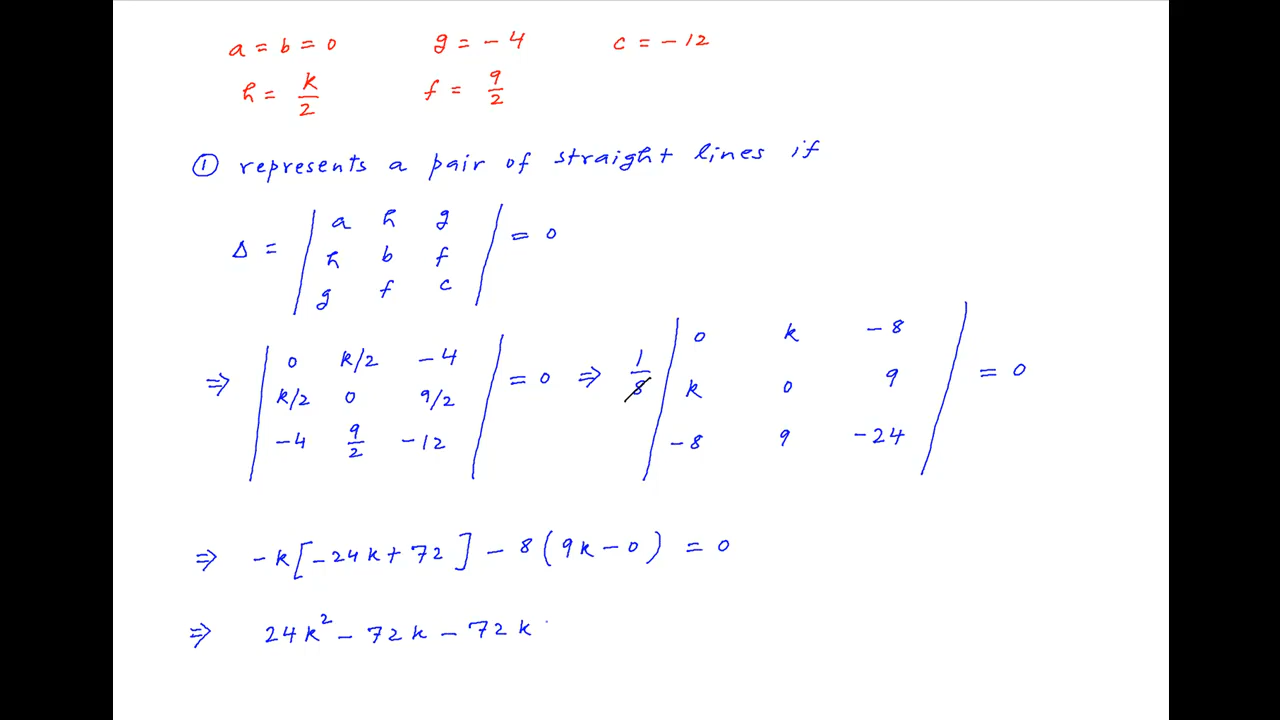 a = b = 0 g = -4 c = -12
h = k/2 f = 9/2
① represents a pair of straight lines if
Δ = | a h g | = 0
| h b f |
| g f c |
⇒ | 0 k/2 -4 | = 0 ⇒ 1/8 | 0 k -8 | = 0
| k/2 0 9/2 | | k 0 9 |
| -4 9/2 -12 | | -8 9 -24 |
⇒ -k[-24k + 72] - 8(9k - 0) = 0
⇒ 24k² - 72k - 72k